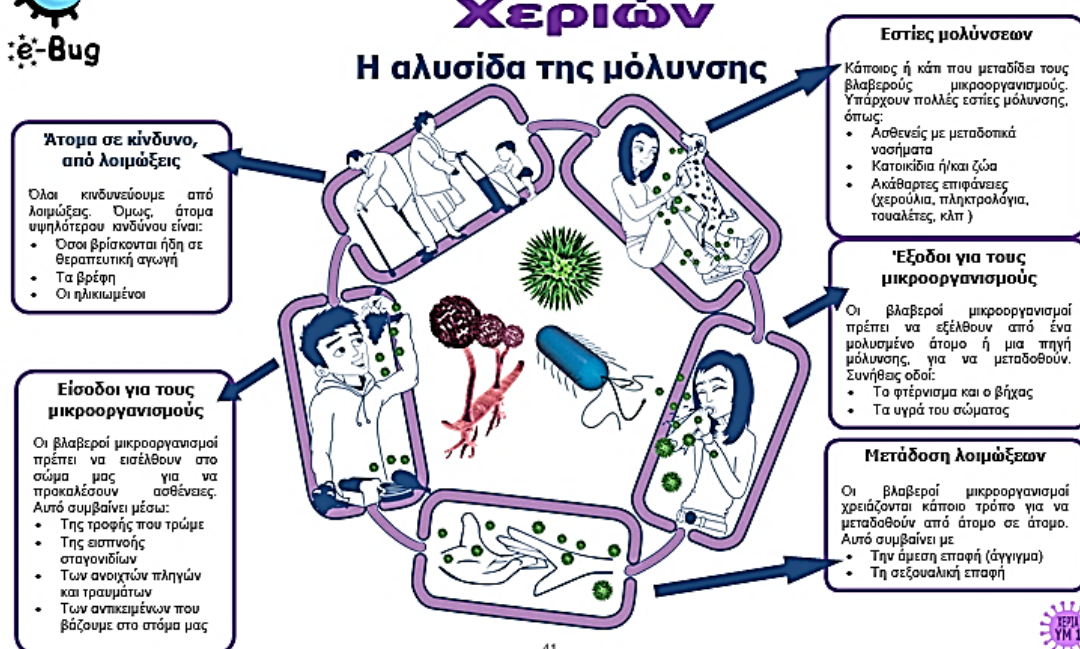 Χεριών
e-Bug
Η αλυσίδα της μόλυνσης
Εστίες μολύνσεων
Κάποιος ή κάτι που μεταδίδει τους
βλαβερούς μικροοργανισμούς.
Υπάρχουν πολλές εστίες μόλυνσης,
όπως:
• Ασθενείς με μεταδοτικά
νοσήματα
• Κατοικίδια ή/και ζώα
• Ακάθαρτες επιφάνειες
(χερούλια, πληκτρολόγια,
τουαλέτες, κλπ )
Έξοδοι για τους
μικροοργανισμούς
Οι βλαβεροί μικροοργανισμοί
πρέπει να εξέλθουν από ένα
μολυσμένο άτομο ή μια πηγή
μόλυνσης, για να μεταδοθούν.
Συνήθεις οδοί:
• Το φτέρνισμα και ο βήχας
• Τα υγρά του σώματος
Μετάδοση λοιμώξεων
Οι βλαβεροί μικροοργανισμοί
χρειάζονται κάποιο τρόπο για να
μεταδοθούν από άτομο σε άτομο.
Αυτό συμβαίνει με
• Την άμεση επαφή (άγγιγμα)
• Τη σεξουαλική επαφή
Άτομα σε κίνδυνο,
από λοιμώξεις
Όλοι κινδυνεύουμε από
λοιμώξεις. Όμως, άτομα
υψηλότερου κινδύνου είναι:
• Όσοι βρίσκονται ήδη σε
θεραπευτική αγωγή
• Τα βρέφη
• Οι ηλικιωμένοι
Είσοδοι για τους
μικροοργανισμούς
Οι βλαβεροί μικροοργανισμοί
πρέπει να εισέλθουν στο
σώμα μας για να
προκαλέσουν ασθένειες.
Αυτό συμβαίνει μέσω:
• Της τροφής που τρώμε
• Της εισπνοής
σταγονιδίων
• Των ανοιχτών πληγών
και τραυμάτων
• Των αντικειμένων που
βάζουμε στο στόμα μας
41
ΧΕΡΙΑ
ΥΜ 1